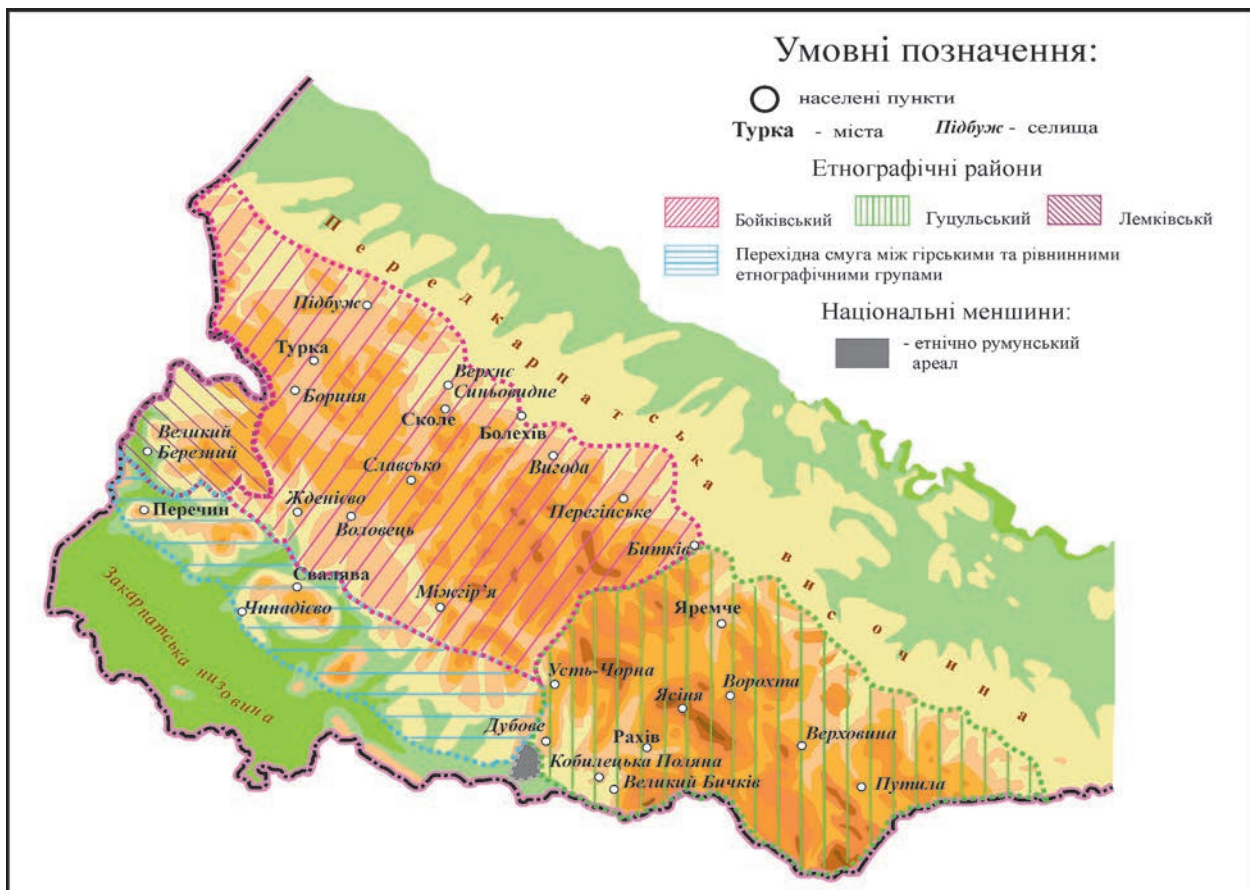 Умовні позначення:
населені пункти
Турка - міста Підбуж - селища
Етнографічні райони
Бойківський Гуцульський Лемківськй
Перехідна смуга між гірськими та рівнинними
етнографічними групами
Національні меншини:
- етнічно румунський
ареал
Передкарпатська височина
Підбуж
Турка
Бориня
Верхнє
Синьовидне
Сколе
Болехів
Великий
Березний
Славсько
Вигода
Перечин
Жденієво
Воловець
Перегінське
Битків
Свалява
Чинадієво
Міжгір’я
Закарпатська низовина
Яремче
Усть-Чорна
Ворохта
Ясіня
Дубове
Рахів
Верховина
Кобилецька Поляна
Великий Бичків
Путила